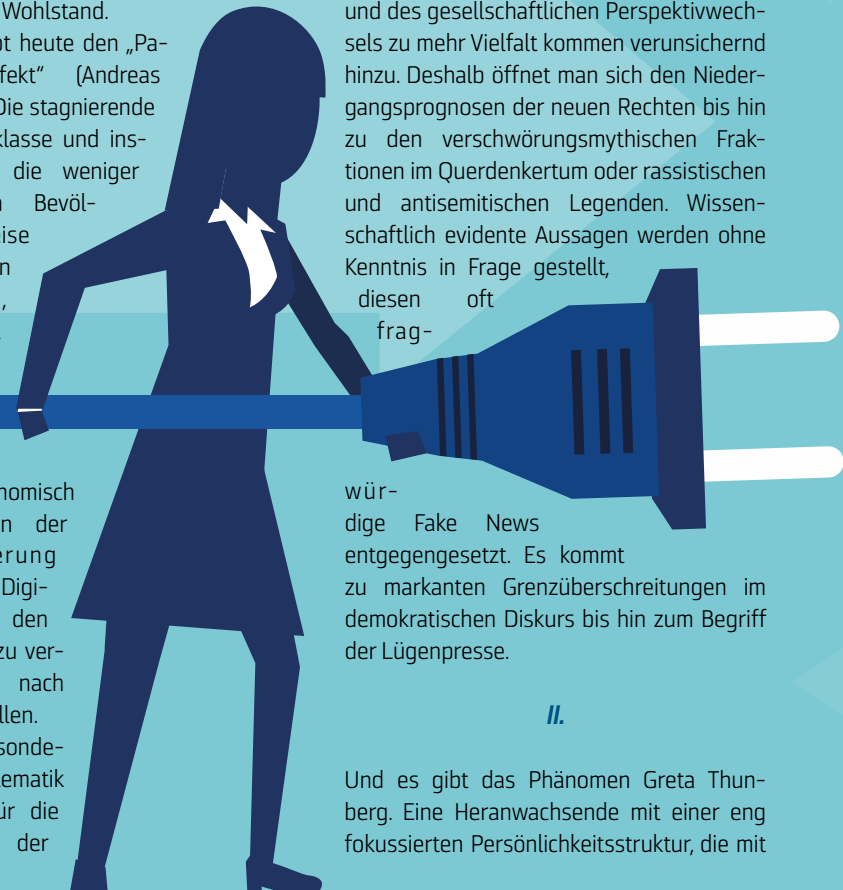 Wohlstand.
heute den „Pa-
fekt“ (Andreas
Die stagnierende
klasse und ins-
die weniger
Bevöl-
eise
n
,
nomisch
n der
erung
Digi-
den
zu ver-
nach
llen.
sonde-
lematik
ür die
der
und des gesellschaftlichen Perspektivwech-
sels zu mehr Vielfalt kommen verunsichernd
hinzu. Deshalb öffnet man sich den Nieder-
gangsprognosen der neuen Rechten bis hin
zu den verschwörungsmythischen Frak-
tionen im Querdenkertum oder rassistischen
und antisemitischen Legenden. Wissen-
schaftlich evidente Aussagen werden ohne
Kenntnis in Frage gestellt,
diesen oft
frag-
wür-
dige Fake News
entgegengesetzt. Es kommt
zu markanten Grenzüberschreitungen im
demokratischen Diskurs bis hin zum Begriff
der Lügenpresse.
II.
Und es gibt das Phänomen Greta Thun-
berg. Eine Heranwachsende mit einer eng
fokussierten Persönlichkeitsstruktur, die mit